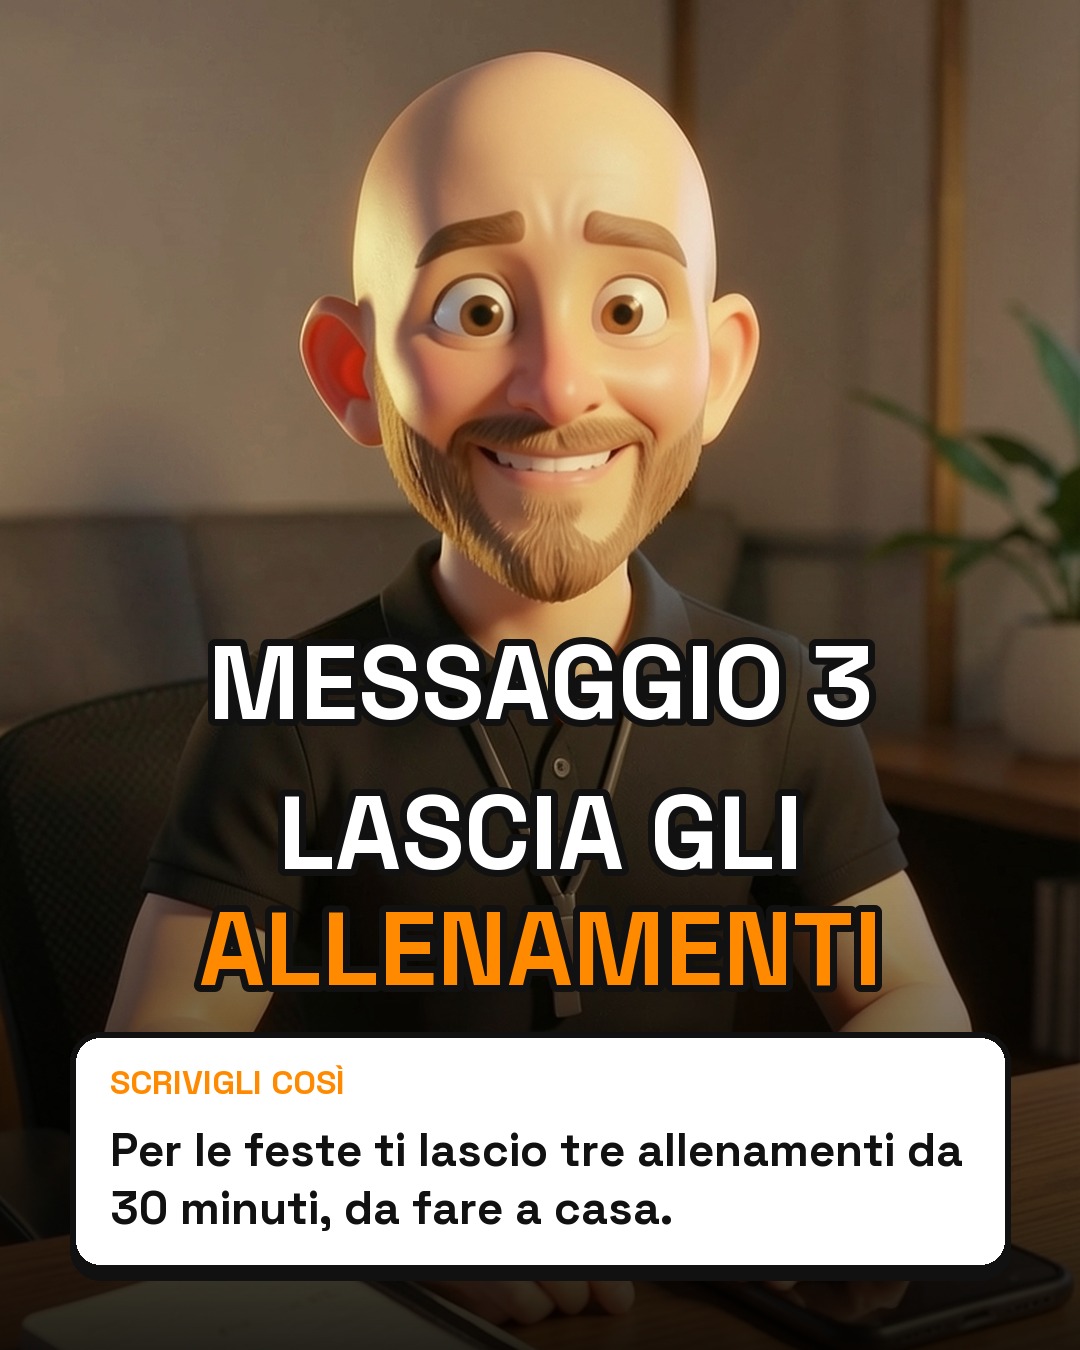 MESSAGGIO 3
LASCIA GLI
ALLENAMENTI
SCRIVIGLI COSÌ
Per le feste ti lascio tre allenamenti da
30 minuti, da fare a casa.